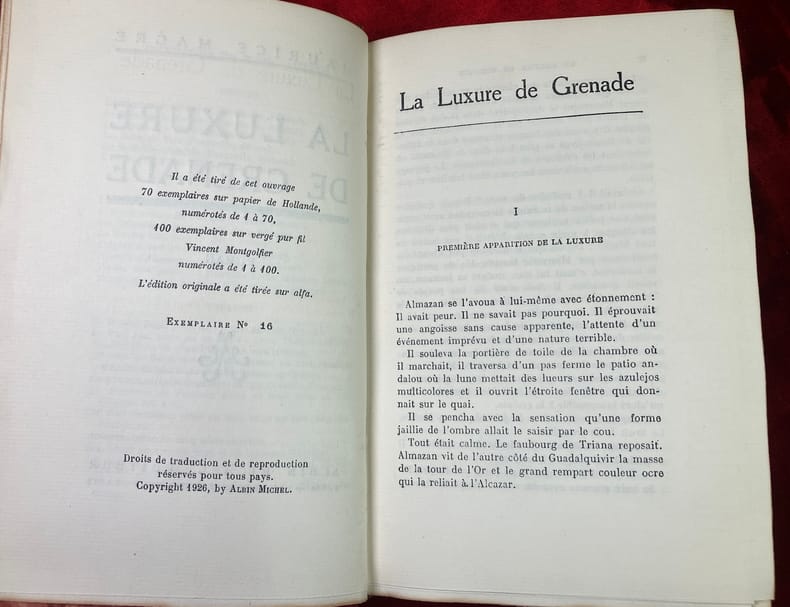 Il a été tiré de cet ouvrage
70 exemplaires sur papier de Hollande,
numérotés de 1 à 70,
100 exemplaires sur vergé pur fil
Vincent Montgolfier
numérotés de 1 à 100.
L'édition originale a été tirée sur alfa.
EXEMPLAIRE N° 16
Droits de traduction et de reproduction
réservés pour tous pays.
Copyright 1926, by ALBIN MICHEL.
La Luxure de Grenade
I
PREMIÈRE APPARITION DE LA LUXURE
Almazan se l'avoua à lui-même avec étonnement :
Il avait peur. Il ne savait pas pourquoi. Il éprouvait
une angoisse sans cause apparente, l'attente d'un
événement imprévu et d'une nature terrible.
Il souleva la portière de toile de la chambre où
il marchait, il traversa d'un pas ferme le patio an-
dalou où la lune mettait des lueurs sur les azulejos
multicolores et il ouvrit l'étroite fenêtre qui don-
nait sur le quai.
Il se pencha avec la sensation qu'une forme
jaillie de l'ombre allait le saisir par le cou.
Tout était calme. Le faubourg de Triana reposait.
Almazan vit de l'autre côté du Guadalquivir la masse
de la tour de l'Or et le grand rempart couleur ocre
qui la reliait à l'Alcazar.